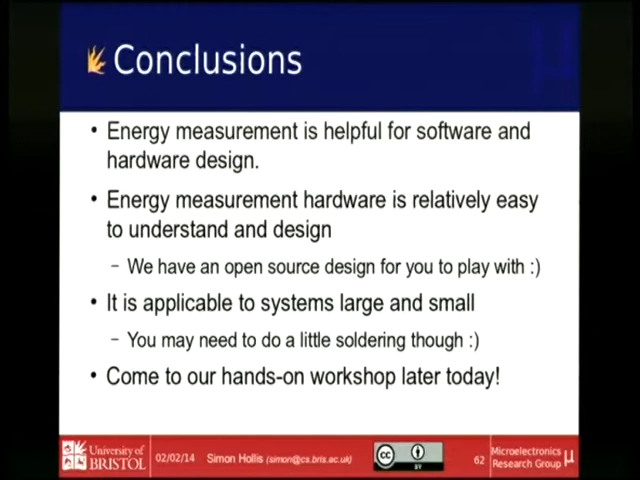 Conclusions
• Energy measurement is helpful for software and
hardware design.
• Energy measurement hardware is relatively easy
to understand and design
– We have an open source design for you to play with :)
• It is applicable to systems large and small
– You may need to do a little soldering though :)
• Come to our hands-on workshop later today!
University of
BRISTOL
02/02/14
Simon Hollis (simon@cs.bris.ac.uk)
cc
BY
62
Microelectronics
Research Group
μ